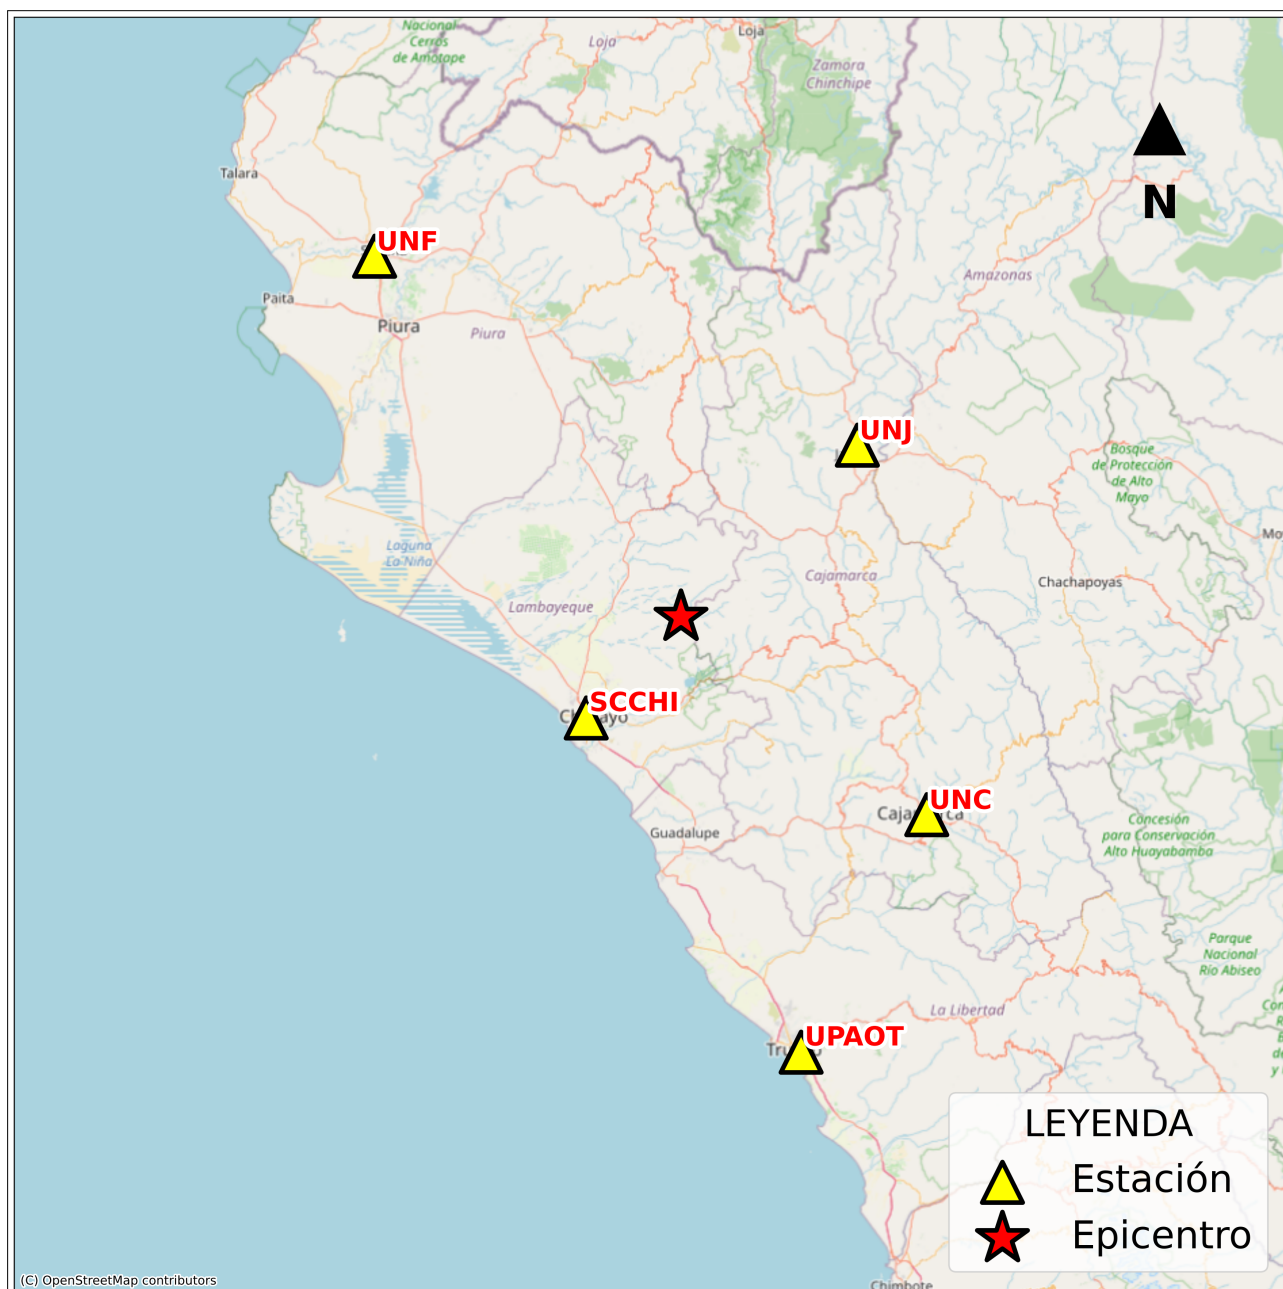 Nacional
Cerros
de Amotape
Loja
Loja
Zamora
Chinchipe
Talara
N
UNF
Amazonas
Paita
Piura
Piura
UNJ
Bosque
de Protección
de Alto
Mayo
Laguna
La Niña
Cajamarca
Chachapoyas
Lambayeque
SCCHI
UNC
Guadalupe
Concesión
para Conservación
Alto Huayabamba
Parque
Nacional
Río Abiseo
La Libertad
UPAOT
LEYENDA
Estación
Epicentro
(C) OpenStreetMap contributors
Chimbote